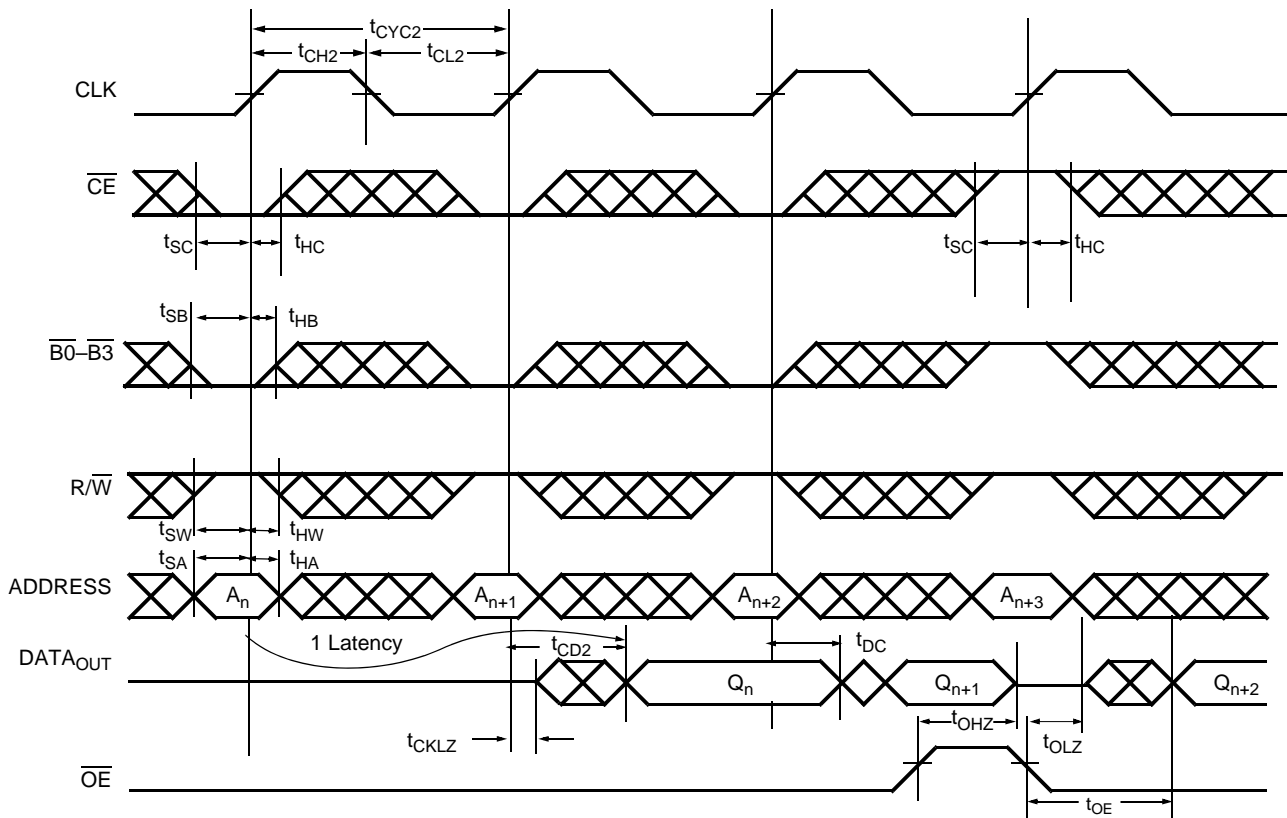 tCYC2
tCH2
tCL2
CLK
CE
tSC
tHC
tSC
tHC
tSB
tHB
B0–B3
R/W
tSW
tHW
tSA
tHA
ADDRESS
An
An+1
An+2
An+3
1 Latency
tCD2
tDC
DATAOUT
Qn
Qn+1
Qn+2
tOHZ
tCKLZ
tOLZ
OE
tOE